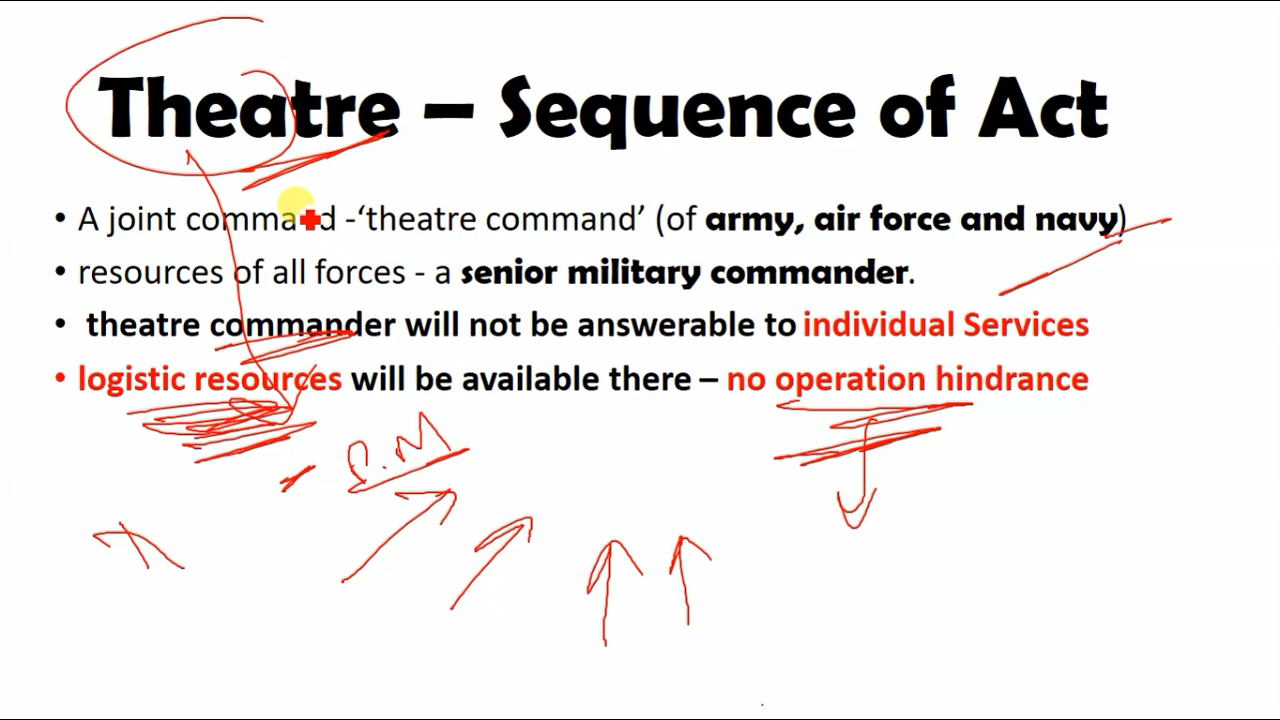 Theatre – Sequence of Act
• A joint command -‘theatre command’ (of army, air force and navy)
• resources of all forces - a senior military commander.
• theatre commander will not be answerable to individual Services
• logistic resources will be available there – no operation hindrance
P.M